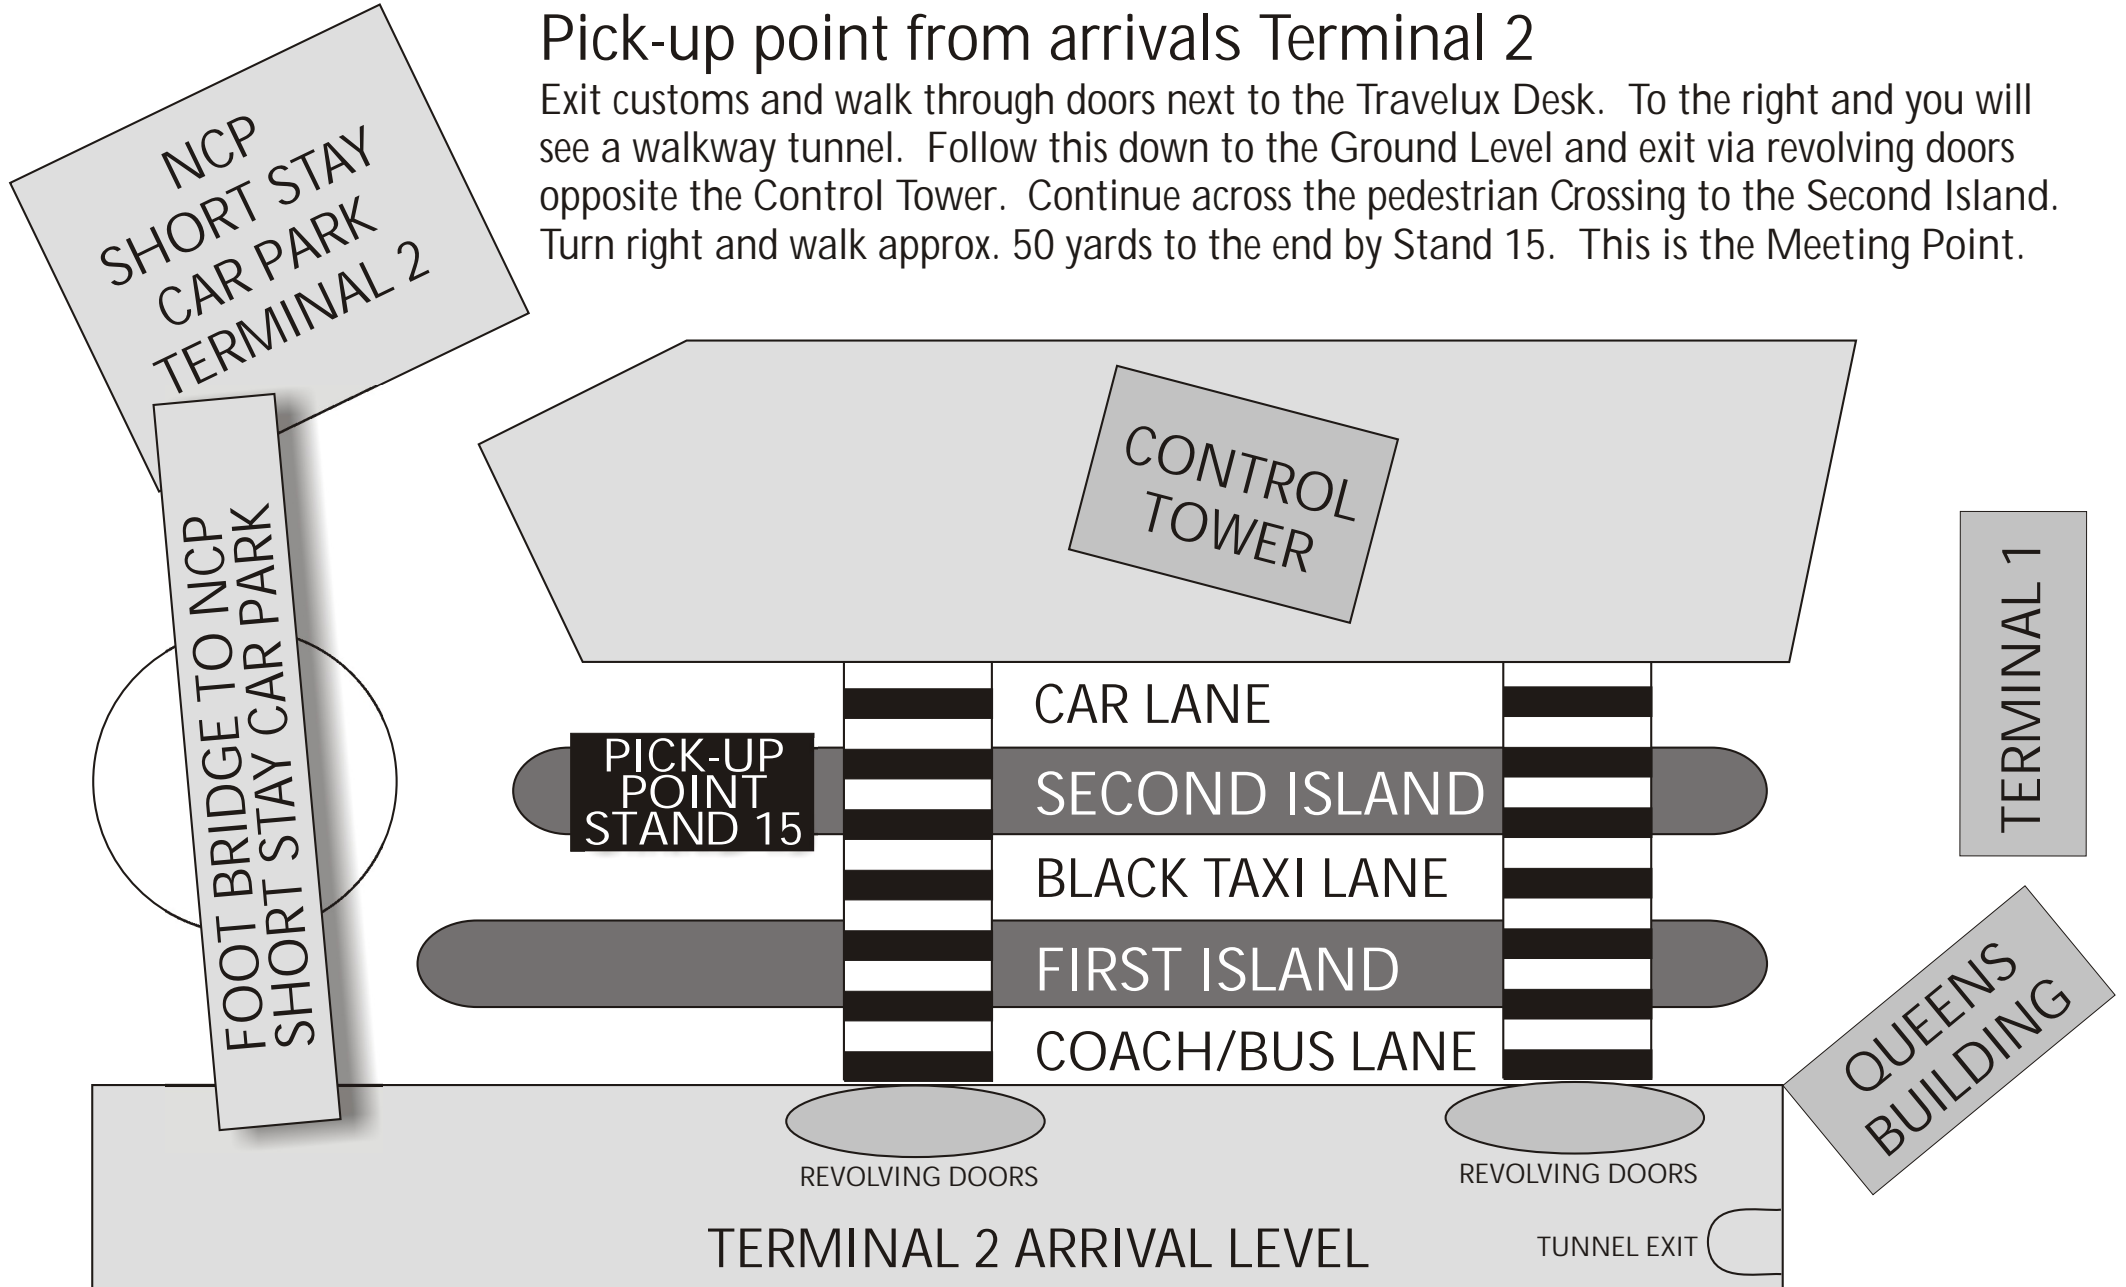 Pick-up point from arrivals Terminal 2
Exit customs and walk through doors next to the Travelux Desk.  To the right and you will
see a walkway tunnel.  Follow this down to the Ground Level and exit via revolving doors
opposite the Control Tower.  Continue across the pedestrian Crossing to the Second Island.
Turn right and walk approx. 50 yards to the end by Stand 15.  This is the Meeting Point.
NCP
SHORT STAY
CAR PARK
TERMINAL 2
FOOT BRIDGE TO NCP
SHORT STAY CAR PARK
CONTROL
TOWER
TERMINAL 1
CAR LANE
PICK-UP
POINT
STAND 15
SECOND ISLAND
BLACK TAXI LANE
FIRST ISLAND
COACH/BUS LANE
QUEENS
BUILDING
REVOLVING DOORS
REVOLVING DOORS
TERMINAL 2 ARRIVAL LEVEL
TUNNEL EXIT